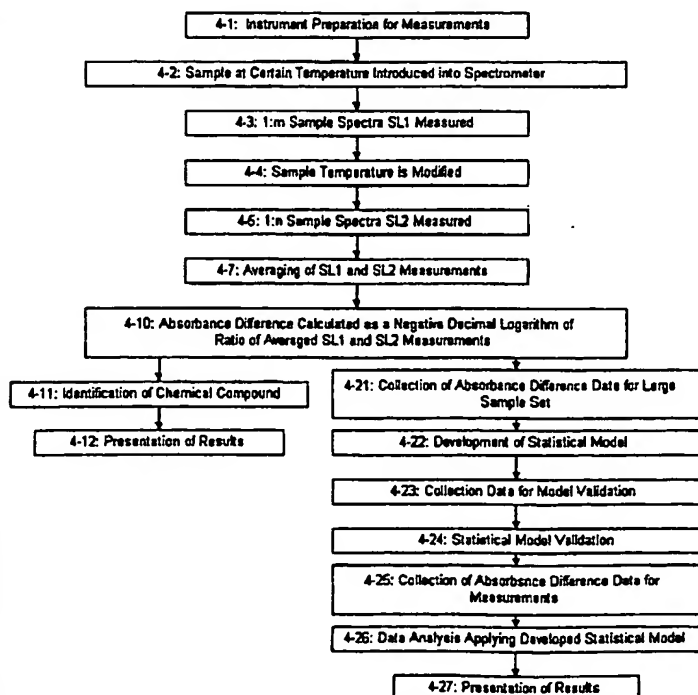 4-1: Instrument Preparation for Measurements
4-2: Sample at Certain Temperature Introduced into Spectrometer
4-3: 1:m Sample Spectra SL1 Measured
4-4: Sample Temperature is Modified
4-6: 1:n Sample Spectra SL2 Measured
4-7: Averaging of SL1 and SL2 Measurements
4-10: Absorbance Difference Calculated as a Negative Decimal Logarithm of
Ratio of Averaged SL1 and SL2 Measurements
4-11: Identification of Chemical Compound
4-12: Presentation of Results
4-21: Collection of Absorbance Difference Data for Large
Sample Set
4-22: Development of Statistical Model
4-23: Collection Data for Model Validation
4-24: Statistical Model Validation
4-25: Collection of Absorbance Difference Data for
Measurements
4-26: Data Analysis Applying Developed Statistical Model
4-27: Presentation of Results